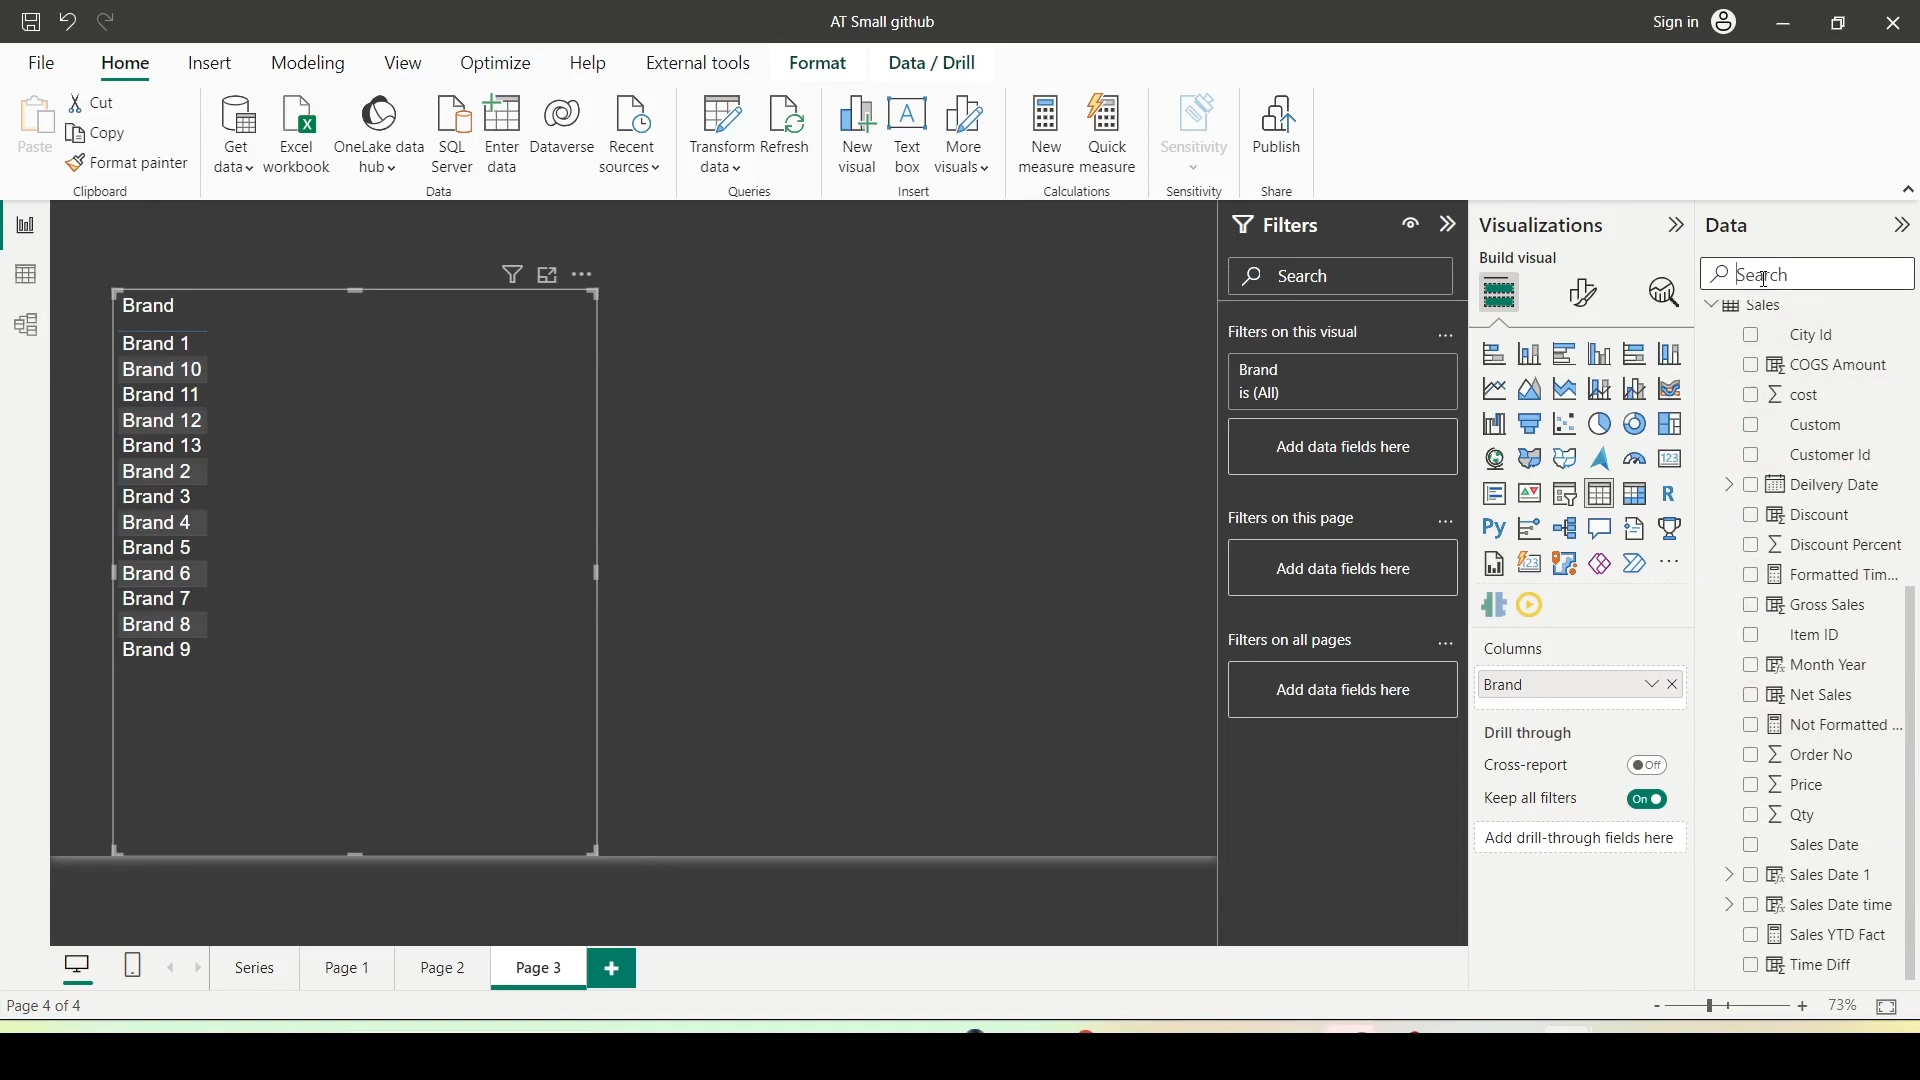 AT Small github
Sign in
File Home Insert Modeling View Optimize Help External tools Format Data / Drill
Paste
Cut
Copy
Format painter
Clipboard
Get data
Excel workbook
OneLake data hub
SQL Server
Enter data
Dataverse
Recent sources
Data
Transform data
Refresh
Queries
New visual
Text box
More visuals
Insert
New measure
Quick measure
Calculations
Sensitivity
Sensitivity
Publish
Share
Brand
Brand 1
Brand 10
Brand 11
Brand 12
Brand 13
Brand 2
Brand 3
Brand 4
Brand 5
Brand 6
Brand 7
Brand 8
Brand 9
Filters
Search
Filters on this visual
Brand
is (All)
Add data fields here
Filters on this page
Add data fields here
Filters on all pages
Add data fields here
Visualizations
Build visual
123
R
Py
123
Columns
Brand
Drill through
Cross-report Off
Keep all filters On
Add drill-through fields here
Data
Search
Sales
City Id
COGS Amount
cost
Custom
Customer Id
Deilvery Date
Discount
Discount Percent
Formatted Tim...
Gross Sales
Item ID
Month Year
Net Sales
Not Formatted ...
Order No
Price
Qty
Sales Date
Sales Date 1
Sales Date time
Sales YTD Fact
Time Diff
Series Page 1 Page 2 Page 3
Page 4 of 4
73%